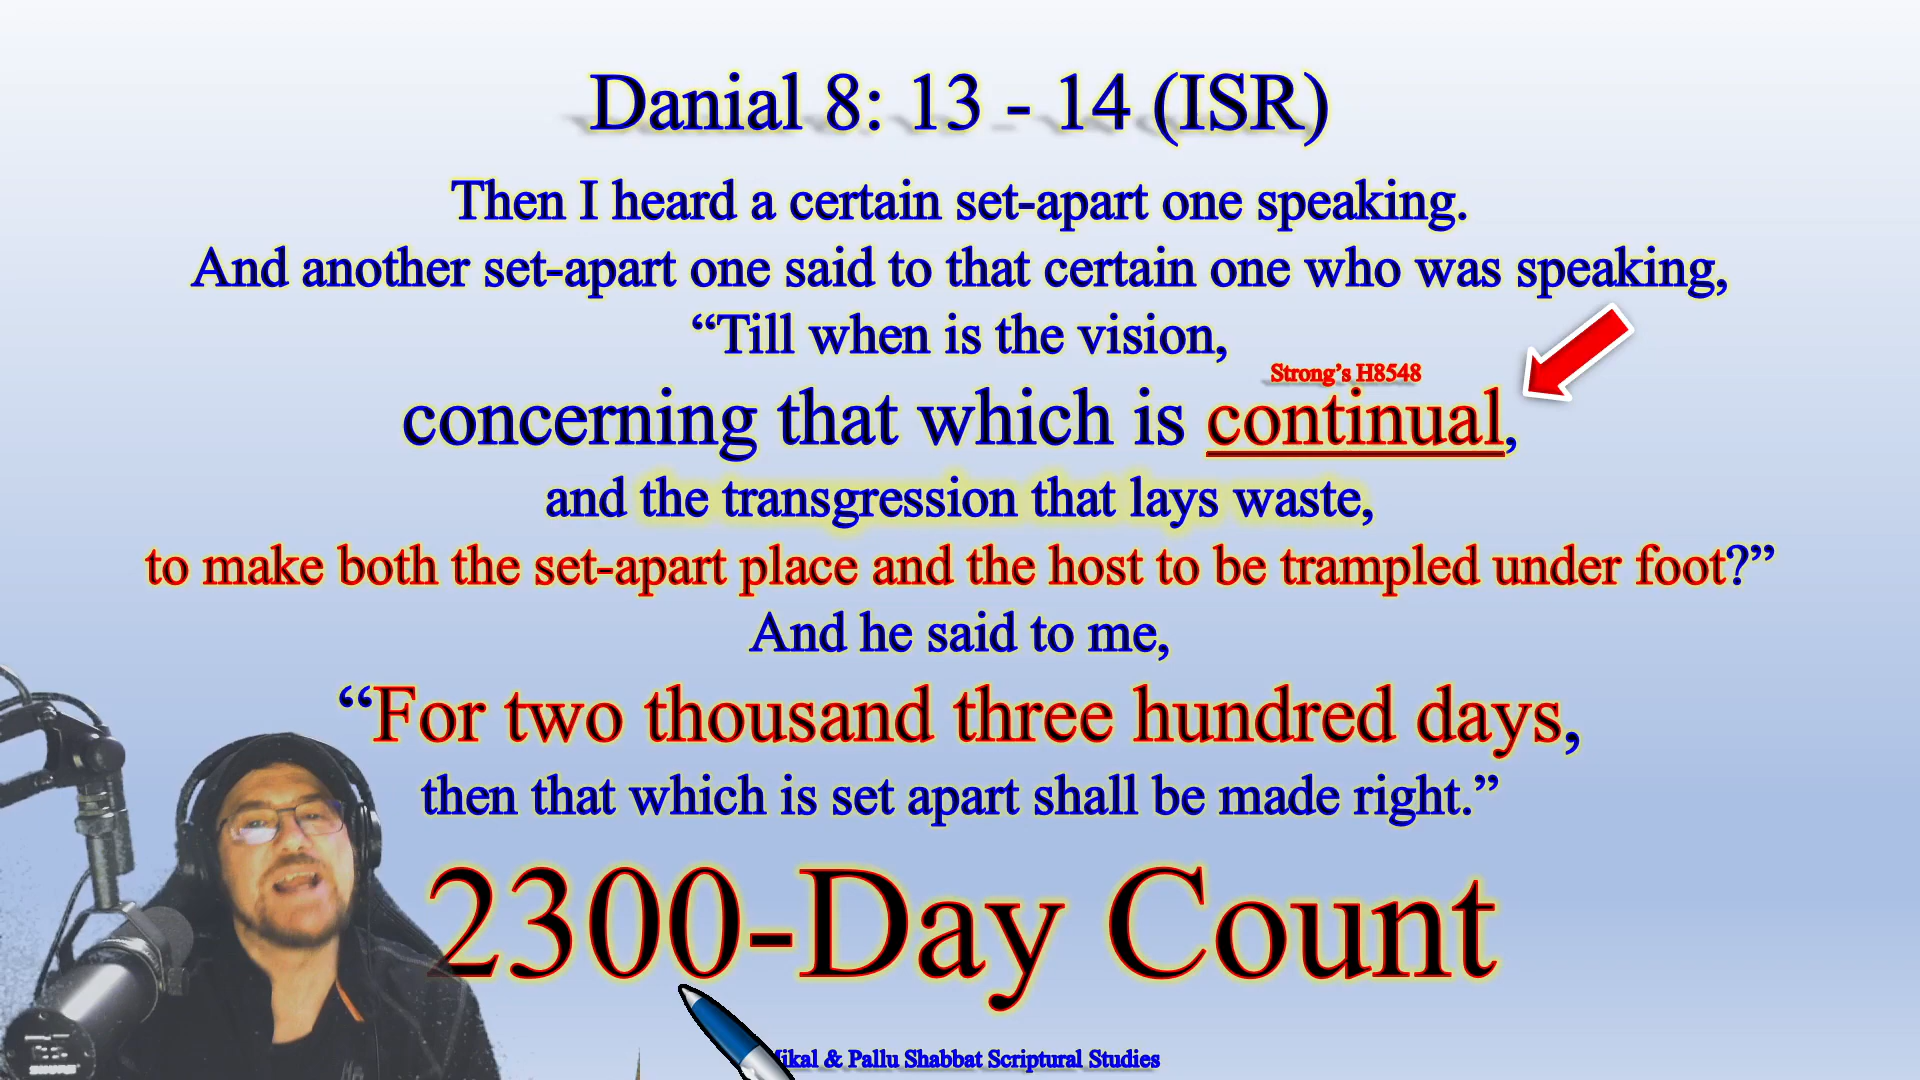 Danial 8: 13 - 14 (ISR)
Then I heard a certain set-apart one speaking.
And another set-apart one said to that certain one who was speaking,
“Till when is the vision,
Strong’s H8548
concerning that which is continual,
and the transgression that lays waste,
to make both the set-apart place and the host to be trampled under foot?”
And he said to me,
“For two thousand three hundred days,
then that which is set apart shall be made right.”
2300-Day Count
& Pallu Shabbat Scriptural Studies
SHURE